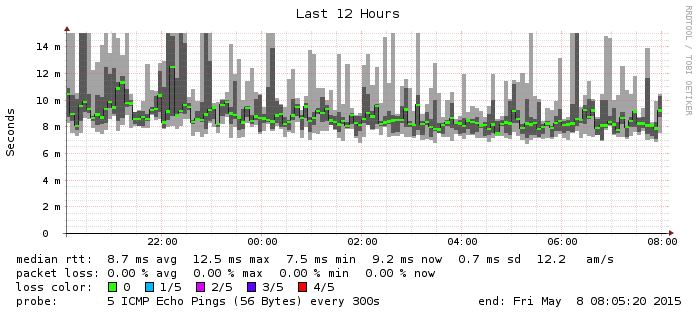 Last 12 Hours
RRDTOOL / TOBI OETIKER
Seconds
14 m
12 m
10 m
8 m
6 m
4 m
2 m
0
22:00 00:00 02:00 04:00 06:00 08:00
median rtt: 8.7 ms avg 12.5 ms max 7.5 ms min 9.2 ms now 0.7 ms sd 12.2 am/s
packet loss: 0.00 % avg 0.00 % max 0.00 % min 0.00 % now
loss color: 0 1/5 2/5 3/5 4/5
probe: 5 ICMP Echo Pings (56 Bytes) every 300s end: Fri May 8 08:05:20 2015